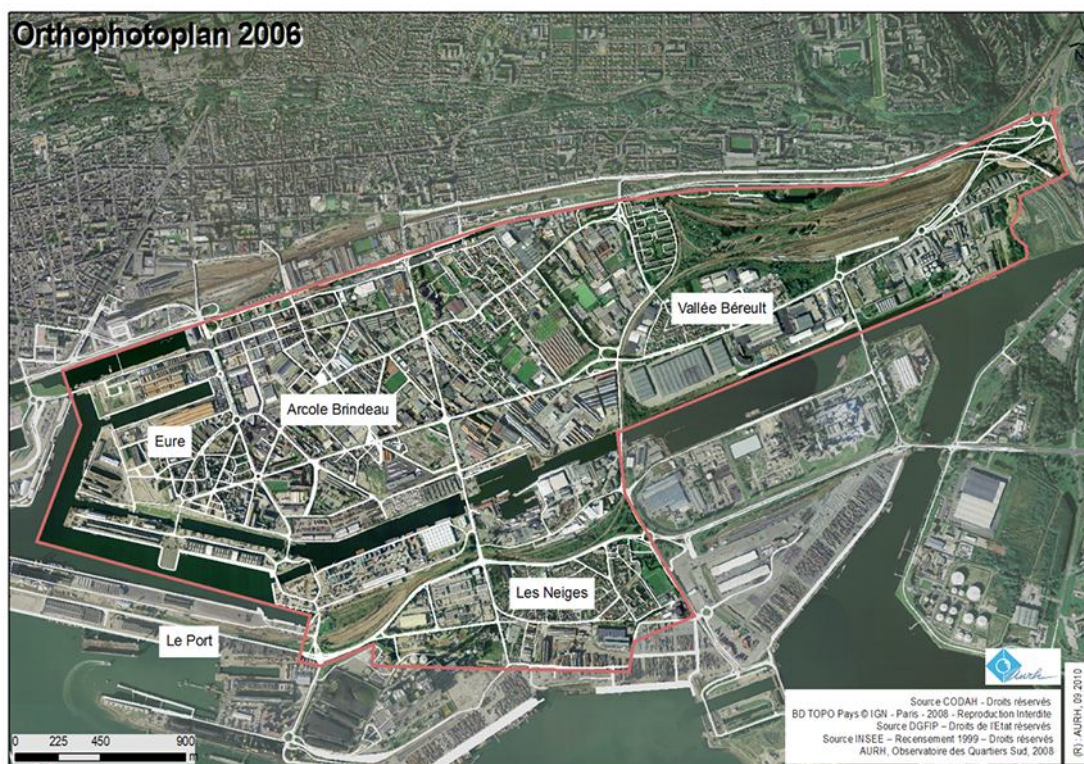 Orthophotoplan 2006
Vallée Béreult
Arcole Brindeau
Eure
Les Neiges
Le Port
0 225 450 900
m
aurh
Source CODAH - Droits réservés
BD TOPO Pays © IGN - Paris - 2008 - Reproduction Interdite
Source DGFIP – Droits de l'Etat réservés
Source INSEE – Recensement 1999 – Droits réservés
AURH, Observatoire des Quartiers Sud, 2008
(R) : AURH, 09.2010